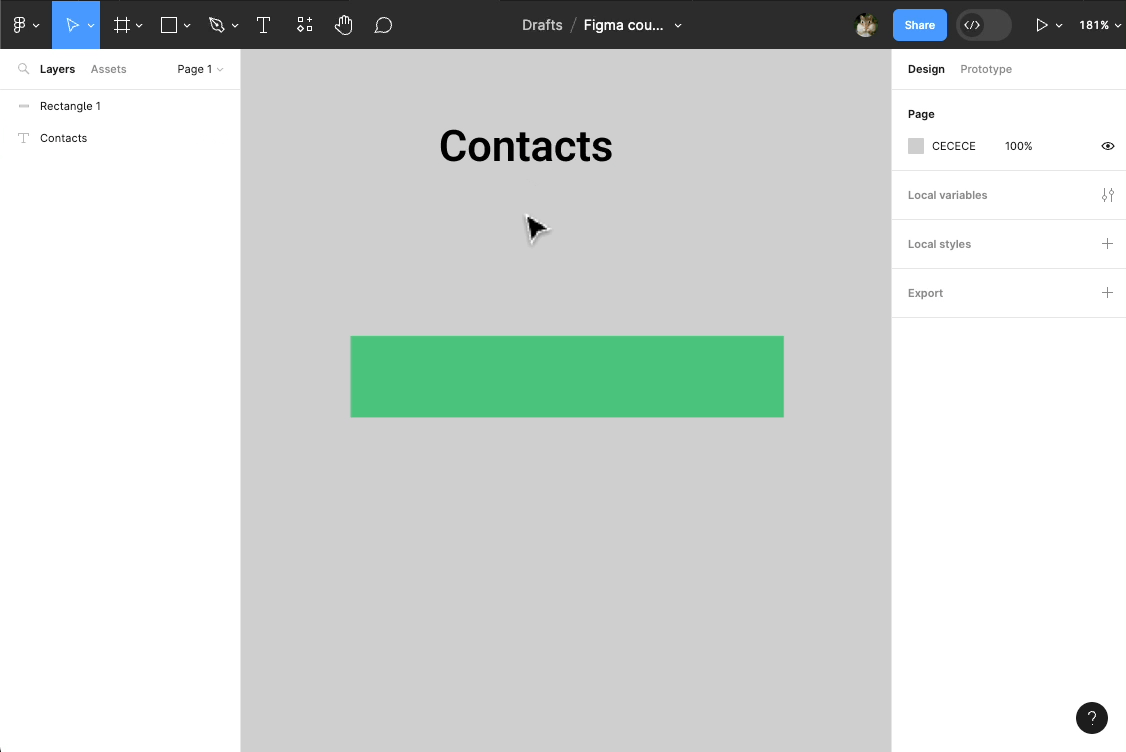 Drafts / Figma cou... Share </> 181%
Layers Assets Page 1 Design Prototype
Rectangle 1
Contacts
Contacts
Page
CECECE 100%
Local variables
Local styles
Export
?